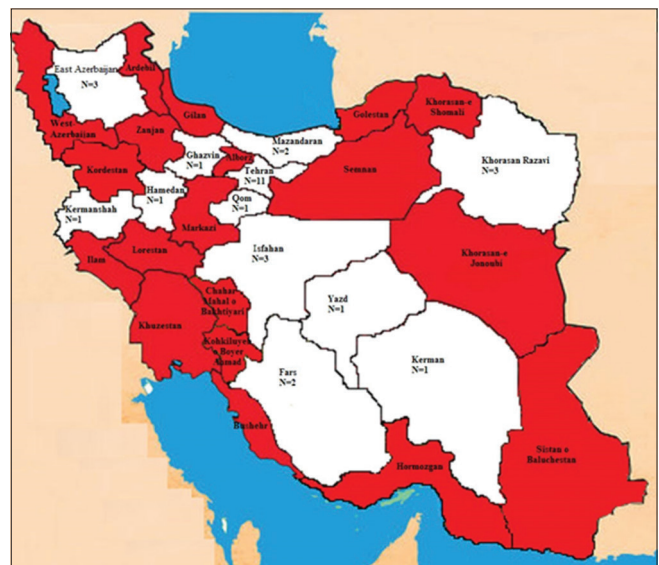 East Azerbaijan
N=3
Ardebil
West
Azerbaijan
Zanjan
Gilan
Ghazvin
N=1
Mazandaran
N=2
Alborz
Tehran
N=11
Golestan
Khorasan-e
Shomali
Khorasan Razavi
N=3
Semnan
Kordestan
Hamedan
N=1
Kermanshah
N=1
Qom
N=1
Markazi
Ilam
Lorestan
Isfahan
N=3
Khorasan-e
Jonoubi
Khuzestan
Chahar
Mahal o
Bakhtiyari
Yazd
N=1
Kohkiluyeh
o Boyer
Ahmad
Fars
N=2
Kerman
N=1
Bushehr
Hormozgan
Sistan o
Baluchestan